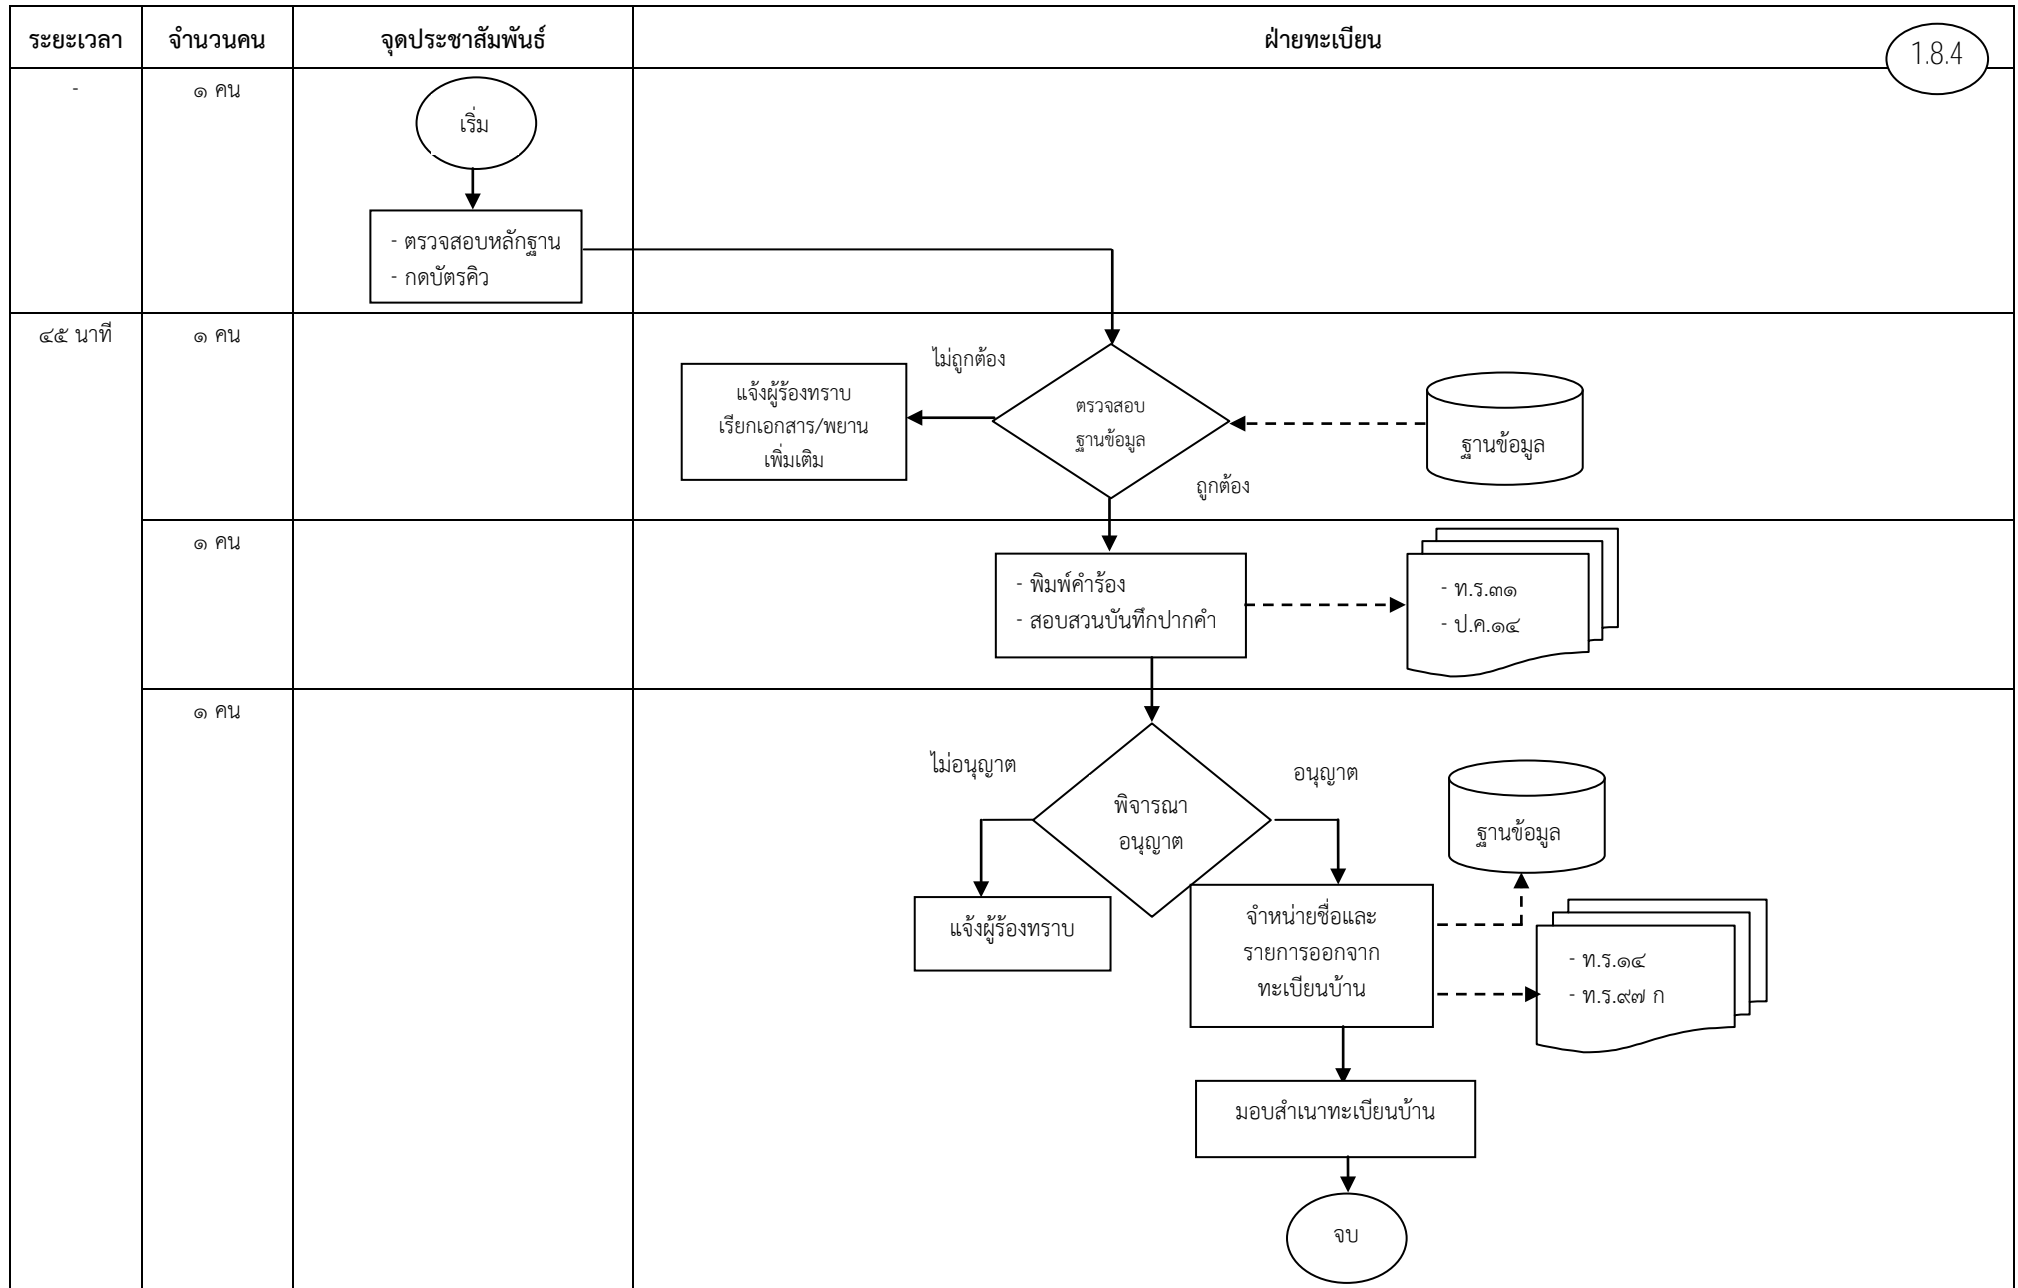 ระยะเวลา
จำนวนคน
จุดประชาสัมพันธ์
ฝ่ายทะเบียน
1.8.4
-
๑ คน
เริ่ม
- ตรวจสอบหลักฐาน
- กดบัตรคิว
๔๕ นาที
๑ คน
ไม่ถูกต้อง
แจ้งผู้ร้องทราบ
เรียกเอกสาร/พยาน
เพิ่มเติม
ตรวจสอบ
ฐานข้อมูล
ฐานข้อมูล
ถูกต้อง
๑ คน
- พิมพ์คำร้อง
- สอบสวนบันทึกปากคำ
- ท.ร.๓๑
- ป.ค.๑๔
๑ คน
ไม่อนุญาต
อนุญาต
พิจารณา
อนุญาต
ฐานข้อมูล
แจ้งผู้ร้องทราบ
จำหน่ายชื่อและ
รายการออกจาก
ทะเบียนบ้าน
- ท.ร.๑๔
- ท.ร.๙๗ ก
มอบสำเนาทะเบียนบ้าน
จบ